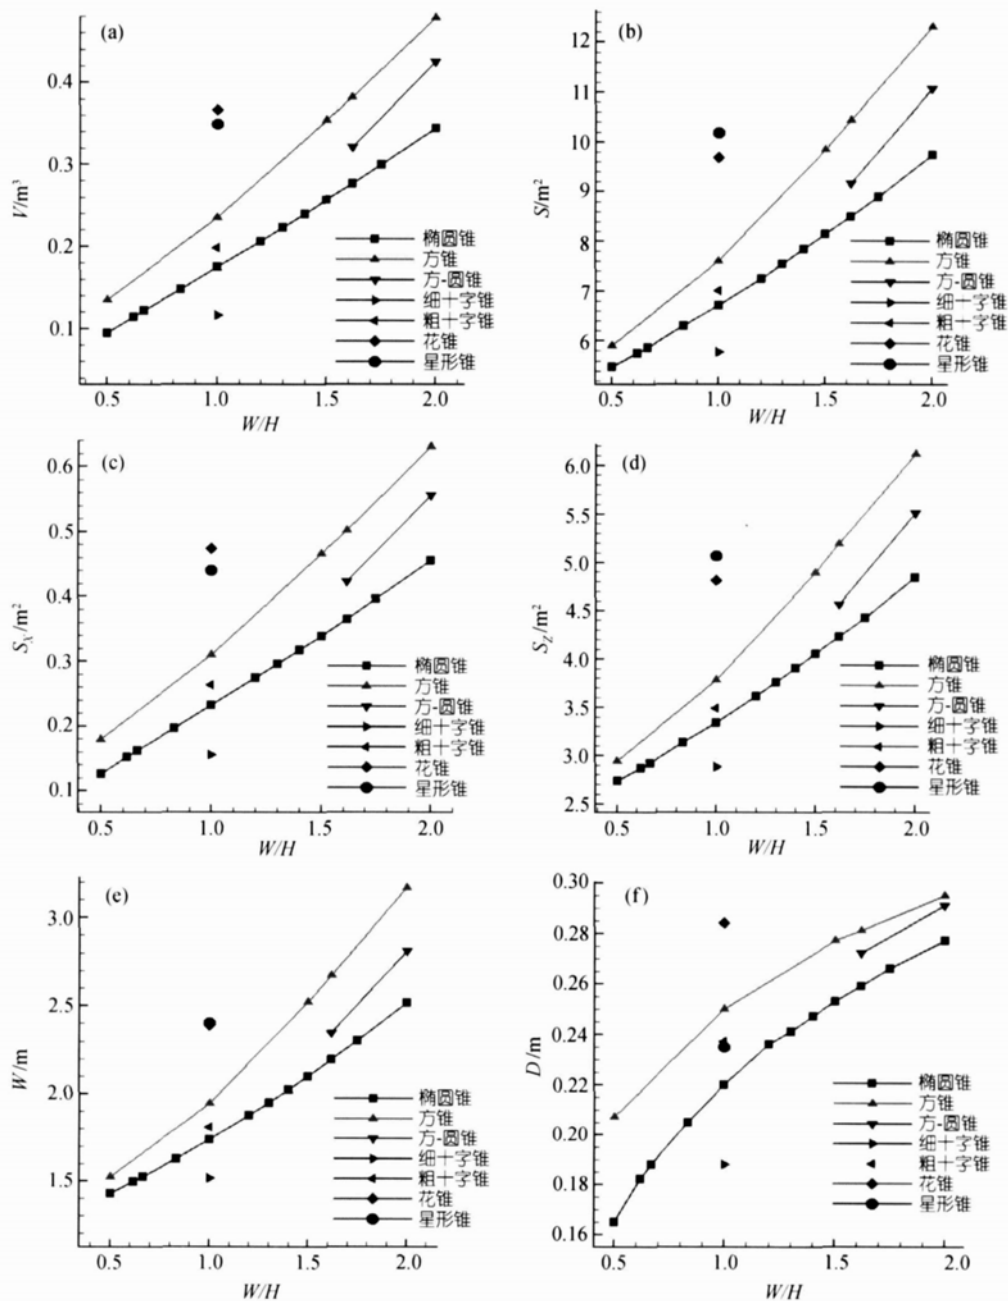 (a)
V/m³
0.4
0.3
0.2
0.1
0.5 1.0 1.5 2.0
W/H
椭圆锥
方锥
方-圆锥
细十字锥
粗十字锥
花锥
星形锥
(b)
S/m²
12
11
10
9
8
7
6
0.5 1.0 1.5 2.0
W/H
椭圆锥
方锥
方-圆锥
细十字锥
粗十字锥
花锥
星形锥
(c)
S_X/m²
0.6
0.5
0.4
0.3
0.2
0.1
0.5 1.0 1.5 2.0
W/H
椭圆锥
方锥
方-圆锥
细十字锥
粗十字锥
花锥
星形锥
(d)
S_Z/m²
6.0
5.5
5.0
4.5
4.0
3.5
3.0
2.5
0.5 1.0 1.5 2.0
W/H
椭圆锥
方锥
方-圆锥
细十字锥
粗十字锥
花锥
星形锥
(e)
W/m
3.0
2.5
2.0
1.5
0.5 1.0 1.5 2.0
W/H
椭圆锥
方锥
方-圆锥
细十字锥
粗十字锥
花锥
星形锥
(f)
D/m
0.30
0.28
0.26
0.24
0.22
0.20
0.18
0.16
0.5 1.0 1.5 2.0
W/H
椭圆锥
方锥
方-圆锥
细十字锥
粗十字锥
花锥
星形锥